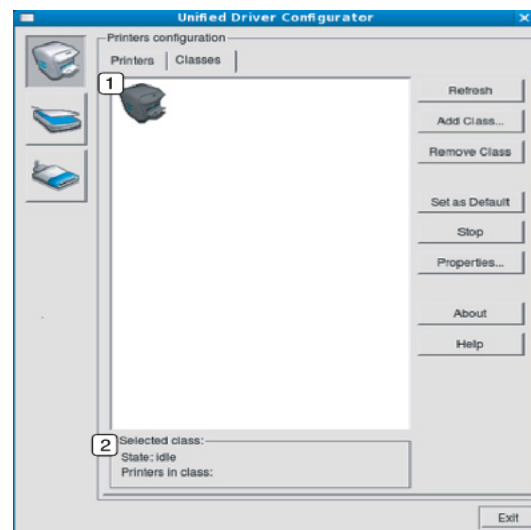 Unified Driver Configurator
Printers configuration
Printers
Classes
1
Refresh
Add Class...
Remove Class
Set as Default
Stop
Properties...
About
Help
2
Selected class:
State: idle
Printers in class:
Exit